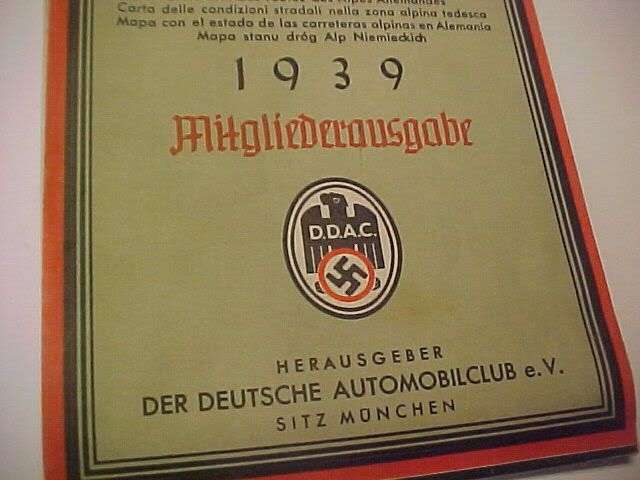 Carta delle condizioni stradali nella zona alpina tedesca
Mapa con el estado de las carreteras alpinas en Alemania
Mapa stanu dróg Alp Niemieckich
1939
Mitgliederausgabe
D.D.A.C.
HERAUSGEBER
DER DEUTSCHE AUTOMOBILCLUB e.V.
SITZ MÜNCHEN